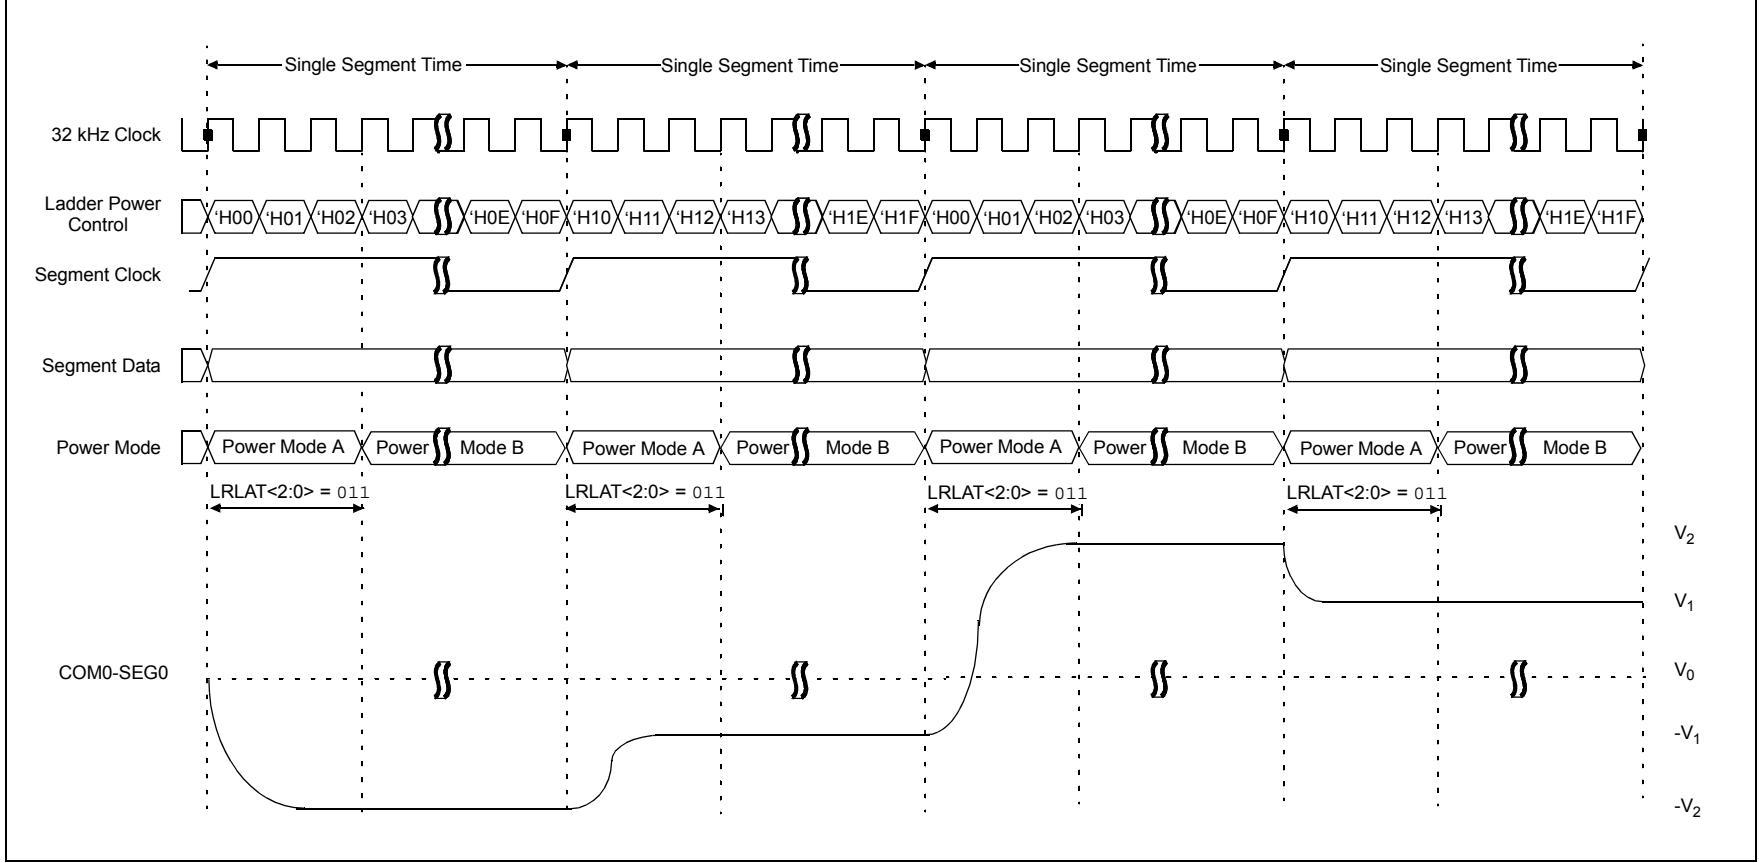 Single Segment Time Single Segment Time Single Segment Time Single Segment Time
32 kHz Clock
Ladder Power
Control
‘H00 ‘H01 ‘H02 ‘H03 ‘H0E ‘H0F ‘H10 ‘H11 ‘H12 ‘H13 ‘H1E ‘H1F ‘H00 ‘H01 ‘H02 ‘H03 ‘H0E ‘H0F ‘H10 ‘H11 ‘H12 ‘H13 ‘H1E ‘H1F
Segment Clock
Segment Data
Power Mode Power Mode A Power Mode B Power Mode A Power Mode B Power Mode A Power Mode B Power Mode A Power Mode B
LRLAT<2:0> = 011 LRLAT<2:0> = 011 LRLAT<2:0> = 011 LRLAT<2:0> = 011
V2
V1
COM0-SEG0 V0
-V1
-V2